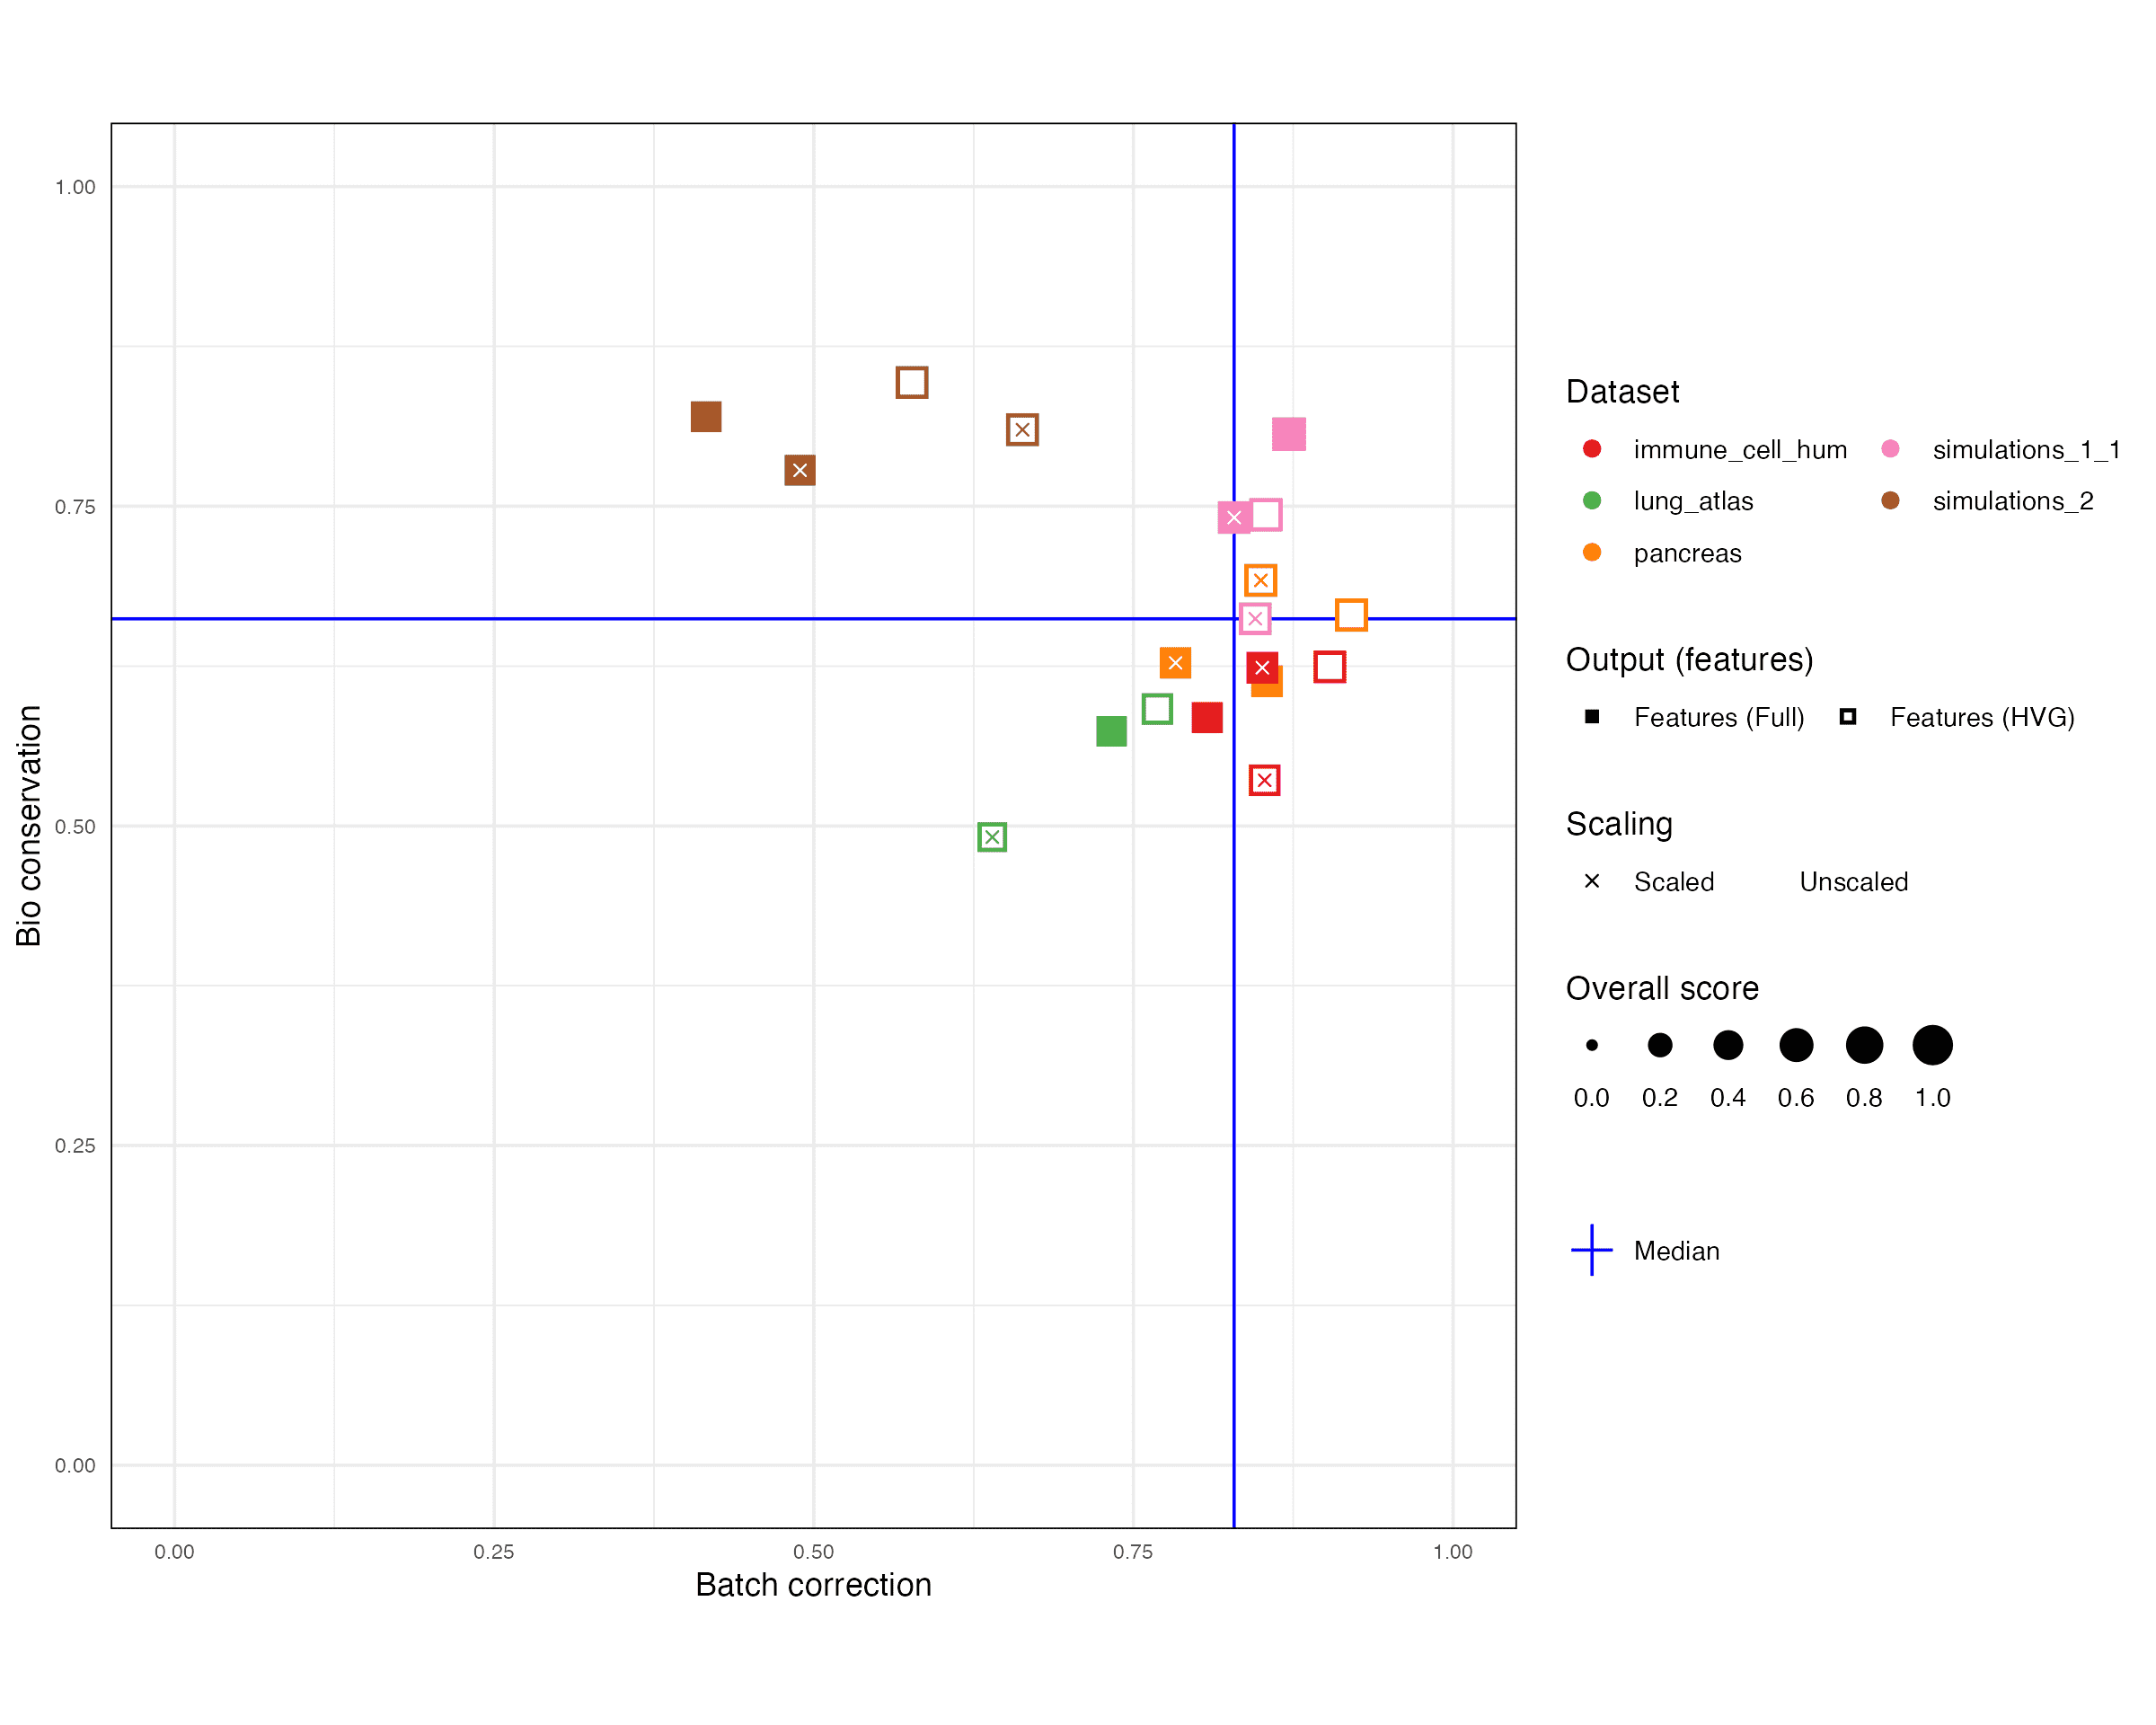 1.00
0.75
0.50
0.25
0.00
Bio conservation
0.00 0.25 0.50 0.75 1.00
Batch correction
Dataset
immune_cell_hum simulations_1_1
lung_atlas simulations_2
pancreas
Output (features)
Features (Full) Features (HVG)
Scaling
Scaled Unscaled
Overall score
0.0 0.2 0.4 0.6 0.8 1.0
Median